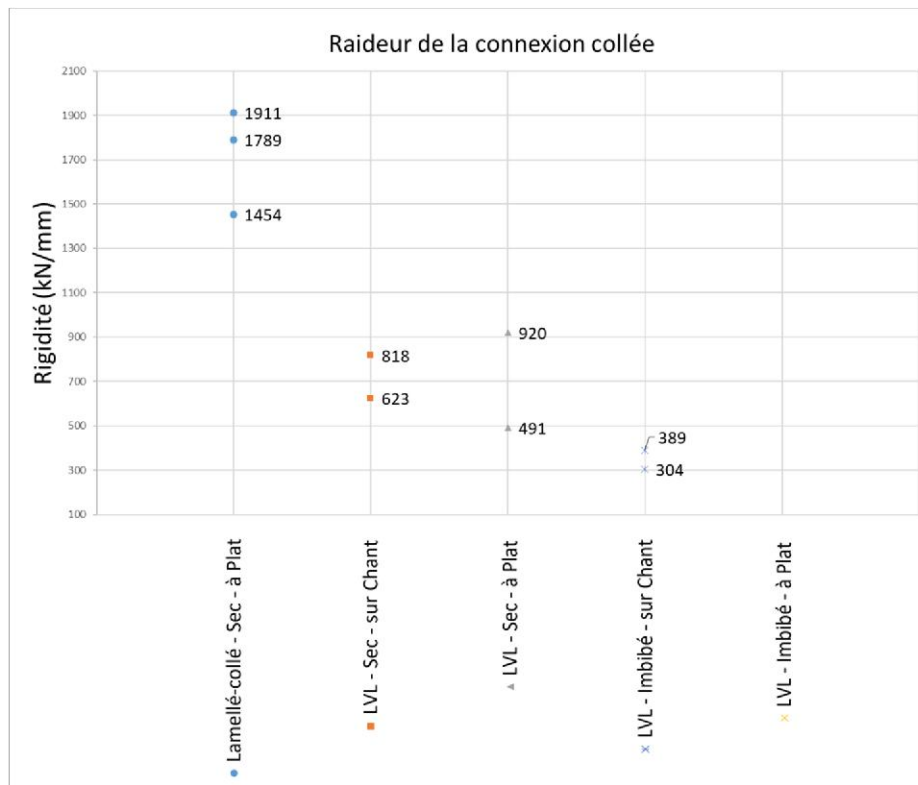 Raideur de la connexion collée
Rigidité (kN/mm)
2100
1900
1700
1500
1300
1100
900
700
500
300
100
1911
1789
1454
818
623
920
491
389
304
Lamellé-collé - Sec - à Plat
LVL - Sec - sur Chant
LVL - Sec - à Plat
LVL - Imbibé - sur Chant
LVL - Imbibé - à Plat